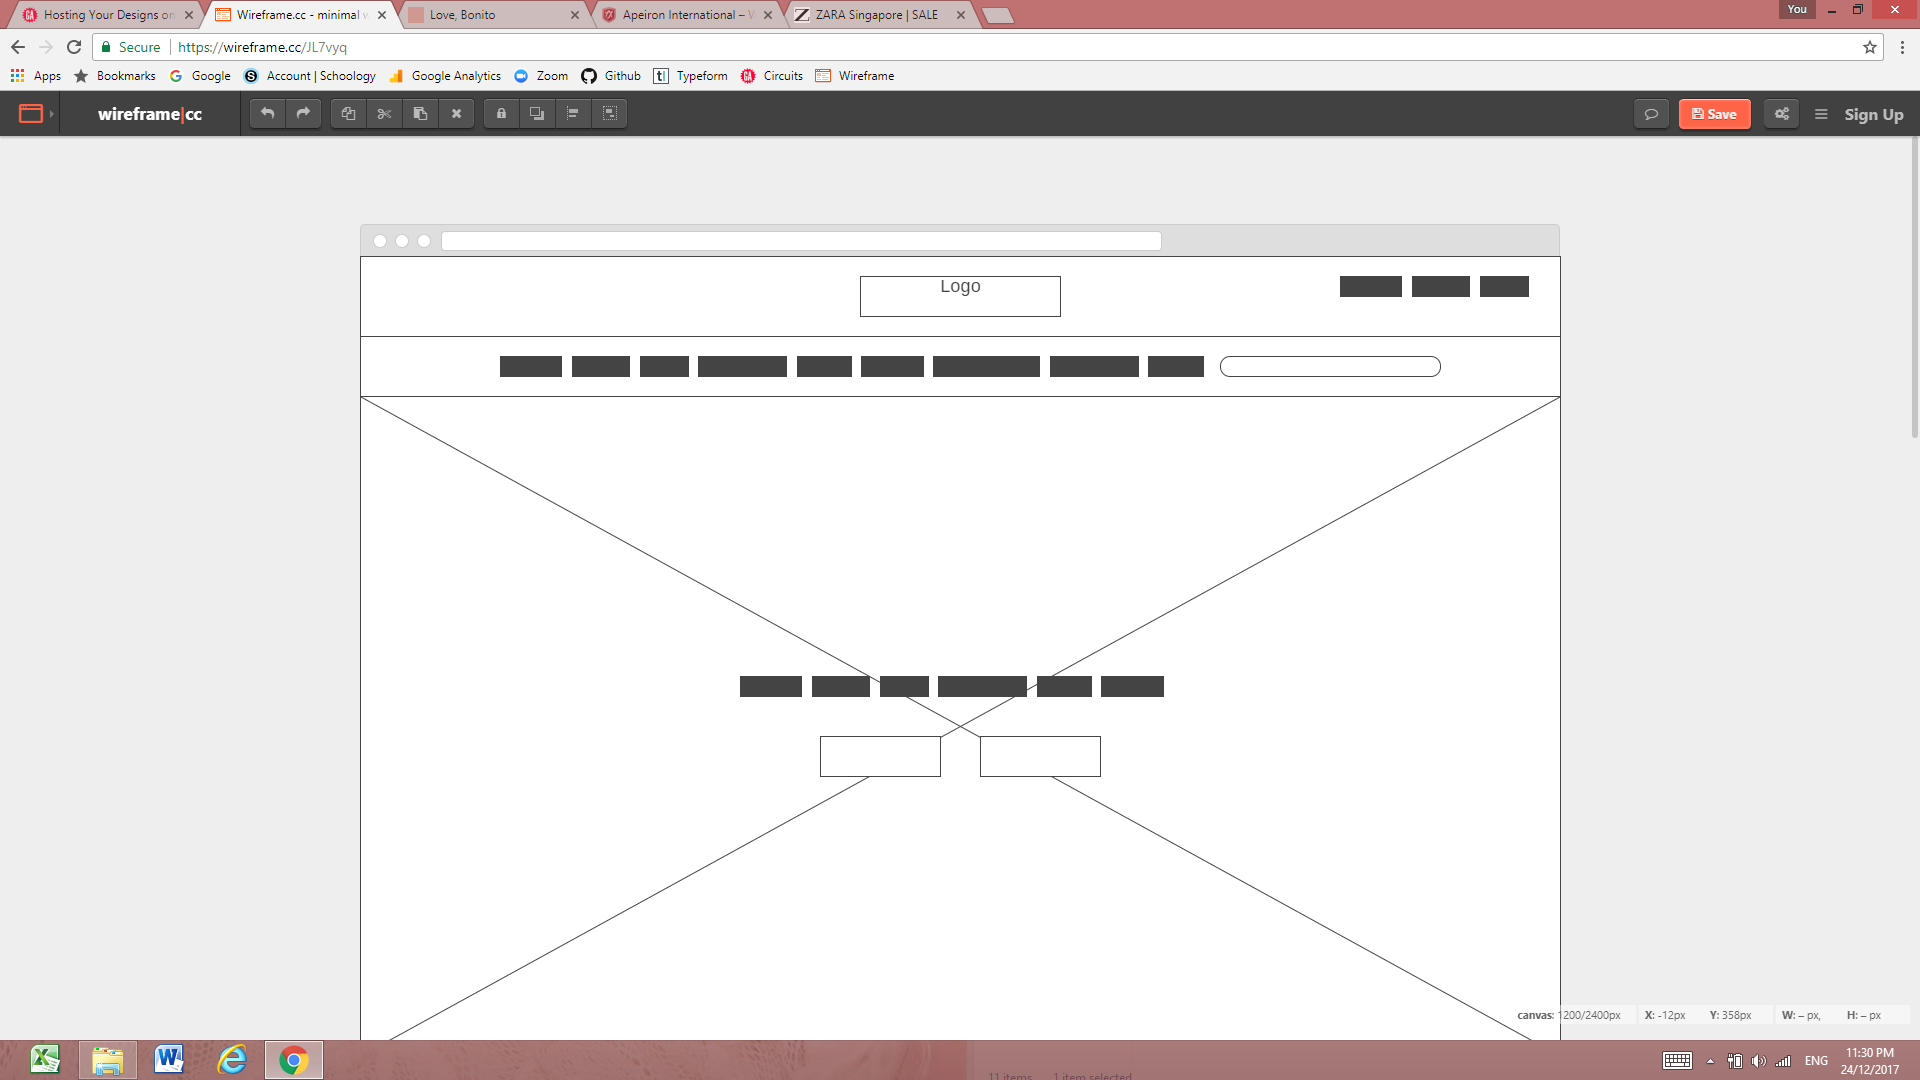 Hosting Your Designs on
Wireframe.cc - minimal w
Love, Bonito
Apeiron International – W
ZARA Singapore | SALE
You
Secure
https://wireframe.cc/JL7vyq
Apps
Bookmarks
Google
Account | Schoology
Google Analytics
Zoom
Github
Typeform
Circuits
Wireframe
wireframe|cc
Save
Sign Up
Logo
canvas: 1200/2400px
X: -12px
Y: 358px
W: – px,
H: – px
11 items
1 item selected
ENG
11:30 PM
24/12/2017